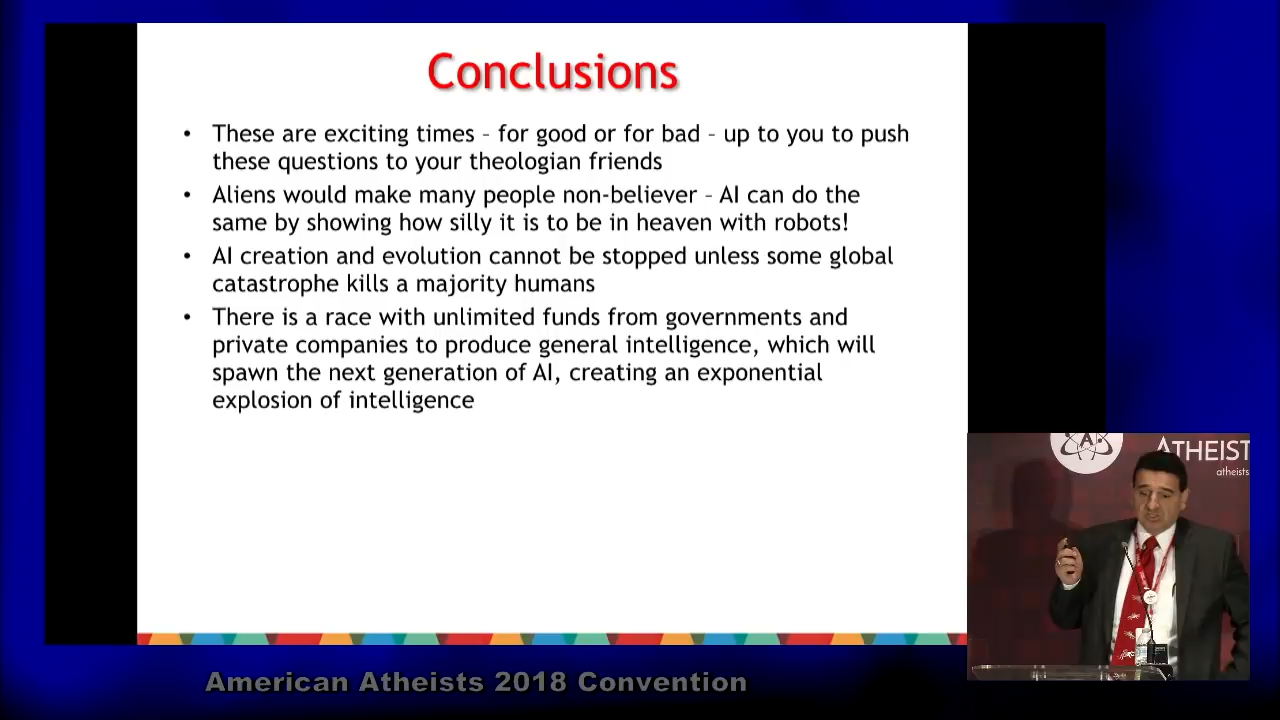 Conclusions
• These are exciting times – for good or for bad – up to you to push
these questions to your theologian friends
• Aliens would make many people non-believer – AI can do the
same by showing how silly it is to be in heaven with robots!
• AI creation and evolution cannot be stopped unless some global
catastrophe kills a majority humans
• There is a race with unlimited funds from governments and
private companies to produce general intelligence, which will
spawn the next generation of AI, creating an exponential
explosion of intelligence
A
ATHEIST
atheists
American Atheists 2018 Convention